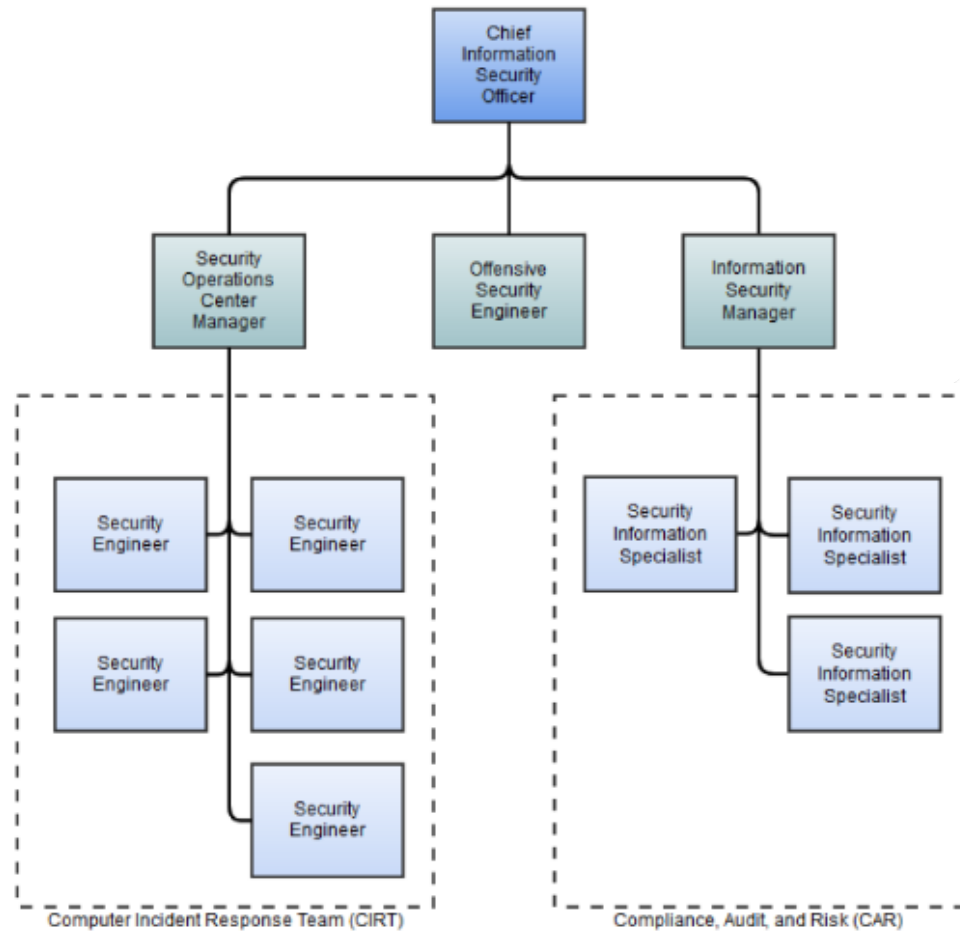 Chief
Information
Security
Officer
Security
Operations
Center
Manager
Offensive
Security
Engineer
Information
Security
Manager
Security
Engineer
Security
Engineer
Security
Information
Specialist
Security
Information
Specialist
Security
Engineer
Security
Engineer
Security
Information
Specialist
Security
Engineer
Computer Incident Response Team (CIRT)
Compliance, Audit, and Risk (CAR)